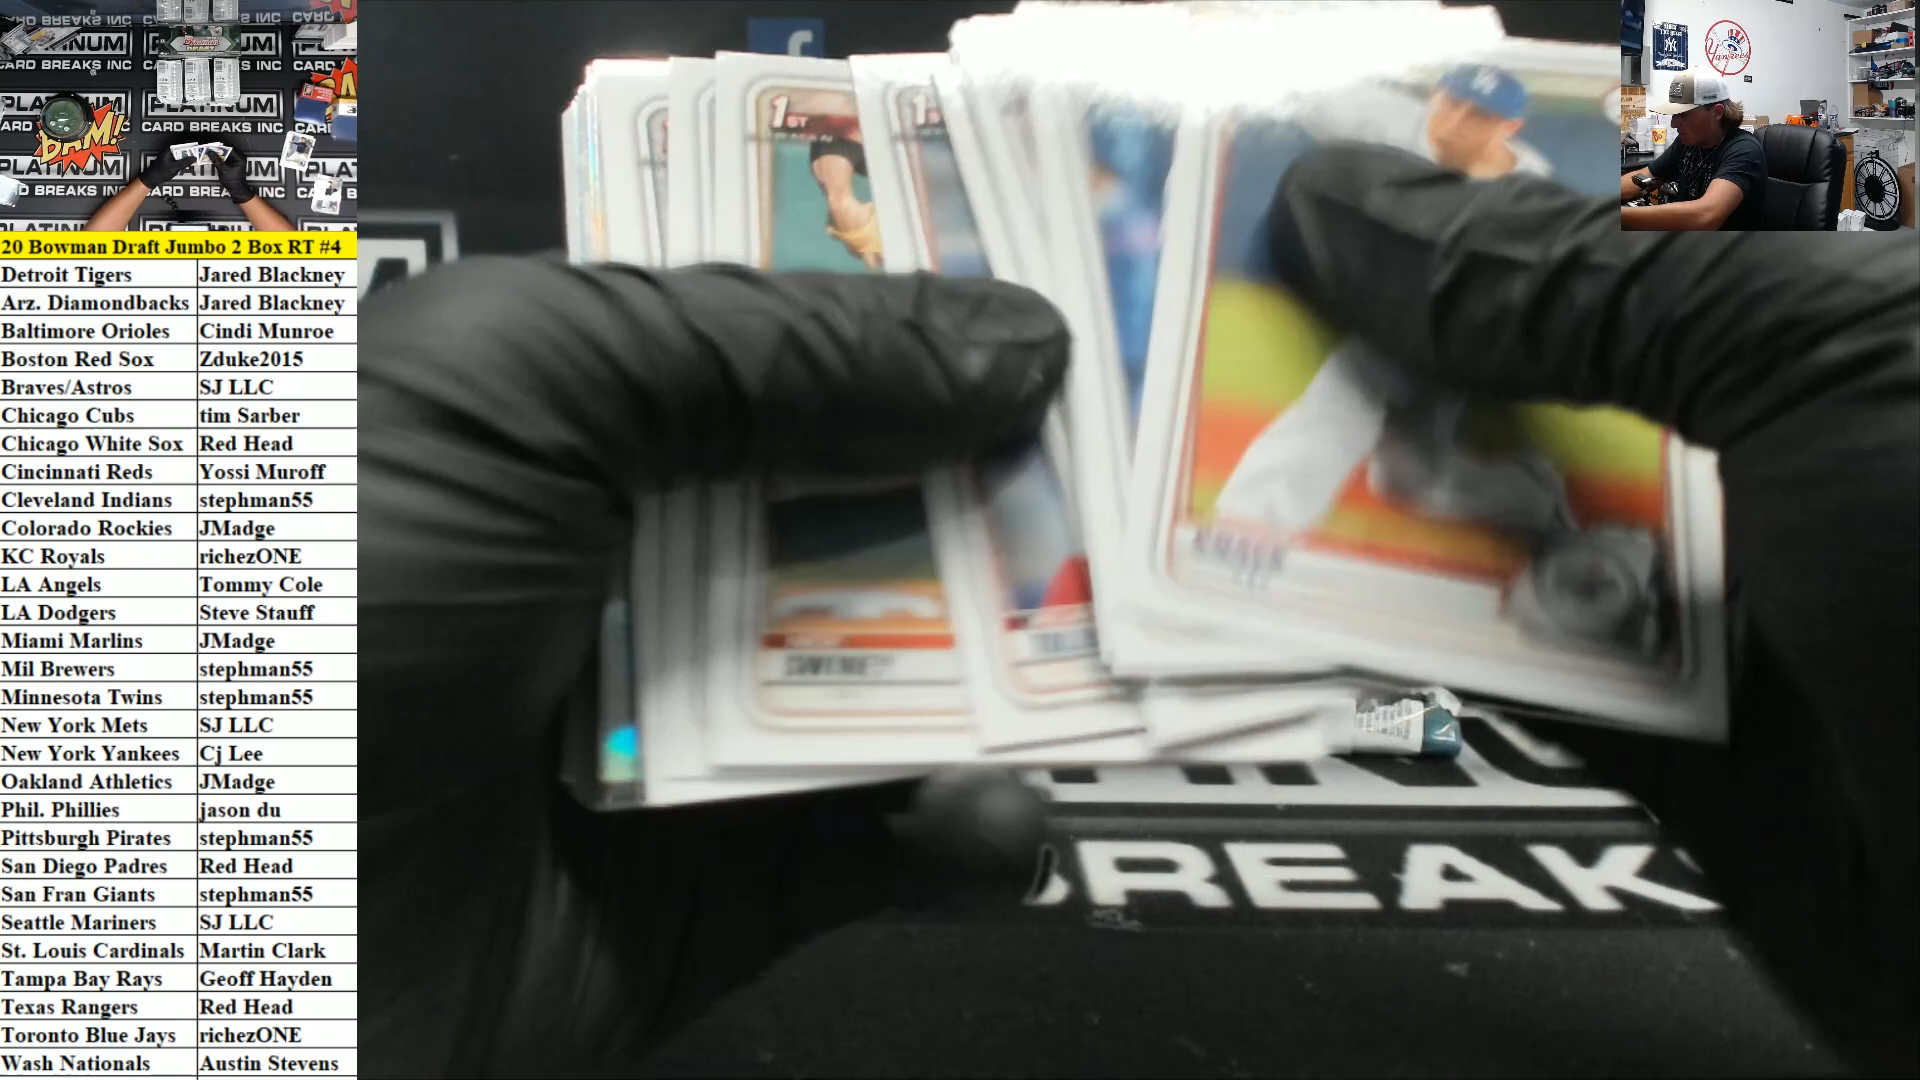 20 Bowman Draft Jumbo 2 Box RT #4
Detroit Tigers Jared Blackney
Arz. Diamondbacks Jared Blackney
Baltimore Orioles Cindi Munroe
Boston Red Sox Zduke2015
Braves/Astros SJ LLC
Chicago Cubs tim Sarber
Chicago White Sox Red Head
Cincinnati Reds Yossi Muroff
Cleveland Indians stephman55
Colorado Rockies JMadge
KC Royals richezONE
LA Angels Tommy Cole
LA Dodgers Steve Stauff
Miami Marlins JMadge
Mil Brewers stephman55
Minnesota Twins stephman55
New York Mets SJ LLC
New York Yankees Cj Lee
Oakland Athletics JMadge
Phil. Phillies jason du
Pittsburgh Pirates stephman55
San Diego Padres Red Head
San Fran Giants stephman55
Seattle Mariners SJ LLC
St. Louis Cardinals Martin Clark
Tampa Bay Rays Geoff Hayden
Texas Rangers Red Head
Toronto Blue Jays richezONE
Wash Nationals Austin Stevens
PLATINUM
CARD BREAKS INC
BAM!
1ST
BREAK
Yankees